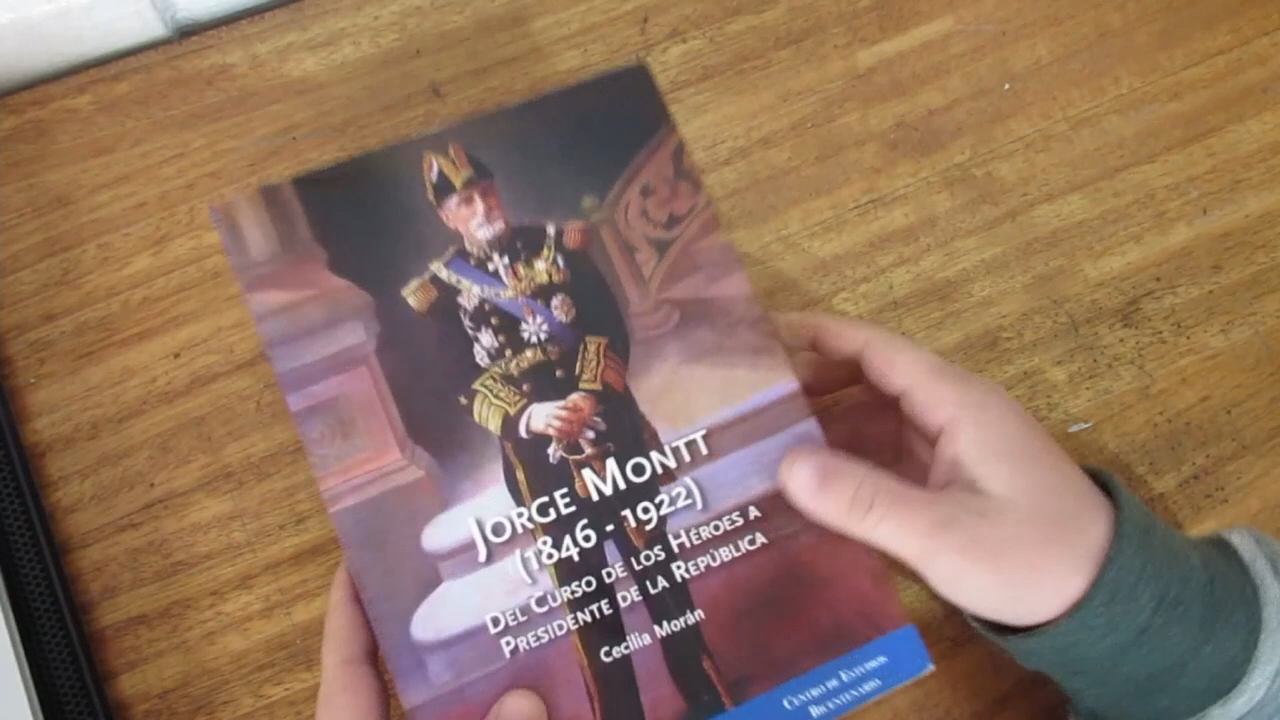 JORGE MONTT
(1846 - 1922)
DEL CURSO DE LOS HÉROES A
PRESIDENTE DE LA REPÚBLICA
Cecilia Morán
CENTRO DE ESTUDIOS
BICENTENARIO